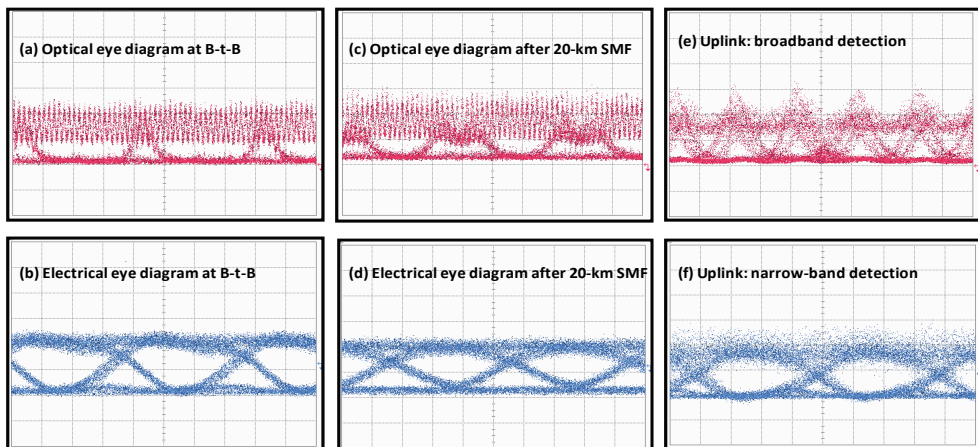 (a) Optical eye diagram at B-t-B
(c) Optical eye diagram after 20-km SMF
(e) Uplink: broadband detection
(b) Electrical eye diagram at B-t-B
(d) Electrical eye diagram after 20-km SMF
(f) Uplink: narrow-band detection